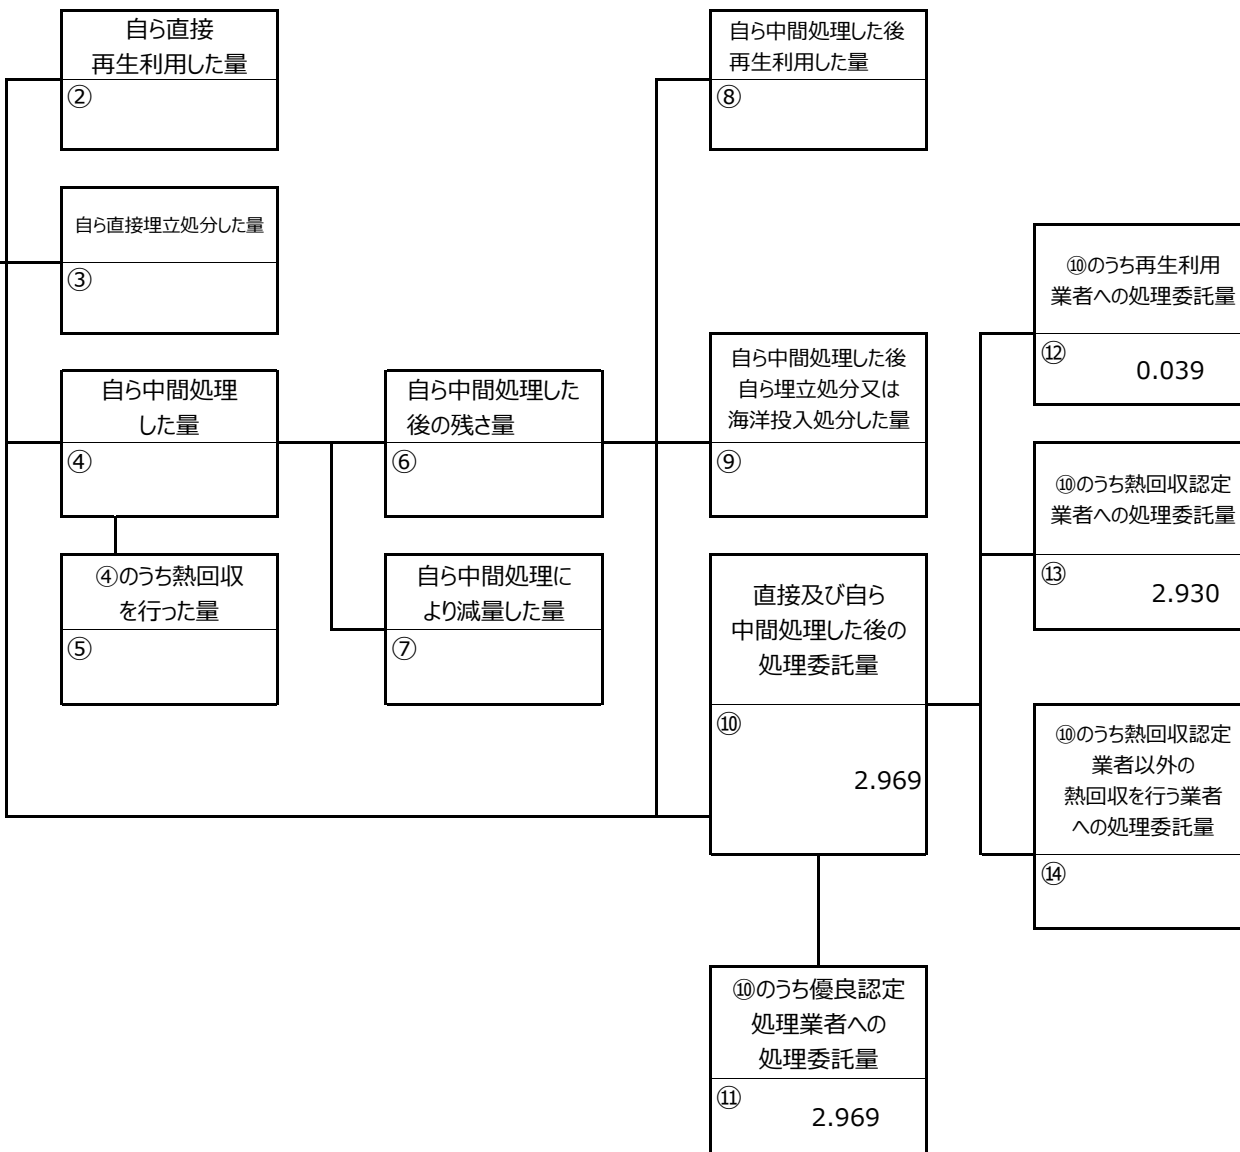 自ら直接
再生利用した量
②
自ら直接埋立処分した量
③
自ら中間処理
した量
④
④のうち熱回収
を行った量
⑤
自ら中間処理した
後の残さ量
⑥
自ら中間処理に
より減量した量
⑦
自ら中間処理した後
再生利用した量
⑧
自ら中間処理した後
自ら埋立処分又は
海洋投入処分した量
⑨
直接及び自ら
中間処理した後の
処理委託量
⑩
2.969
⑩のうち優良認定
処理業者への
処理委託量
⑪
2.969
⑩のうち再生利用
業者への処理委託量
⑫
0.039
⑩のうち熱回収認定
業者への処理委託量
⑬
2.930
⑩のうち熱回収認定
業者以外の
熱回収を行う業者
への処理委託量
⑭